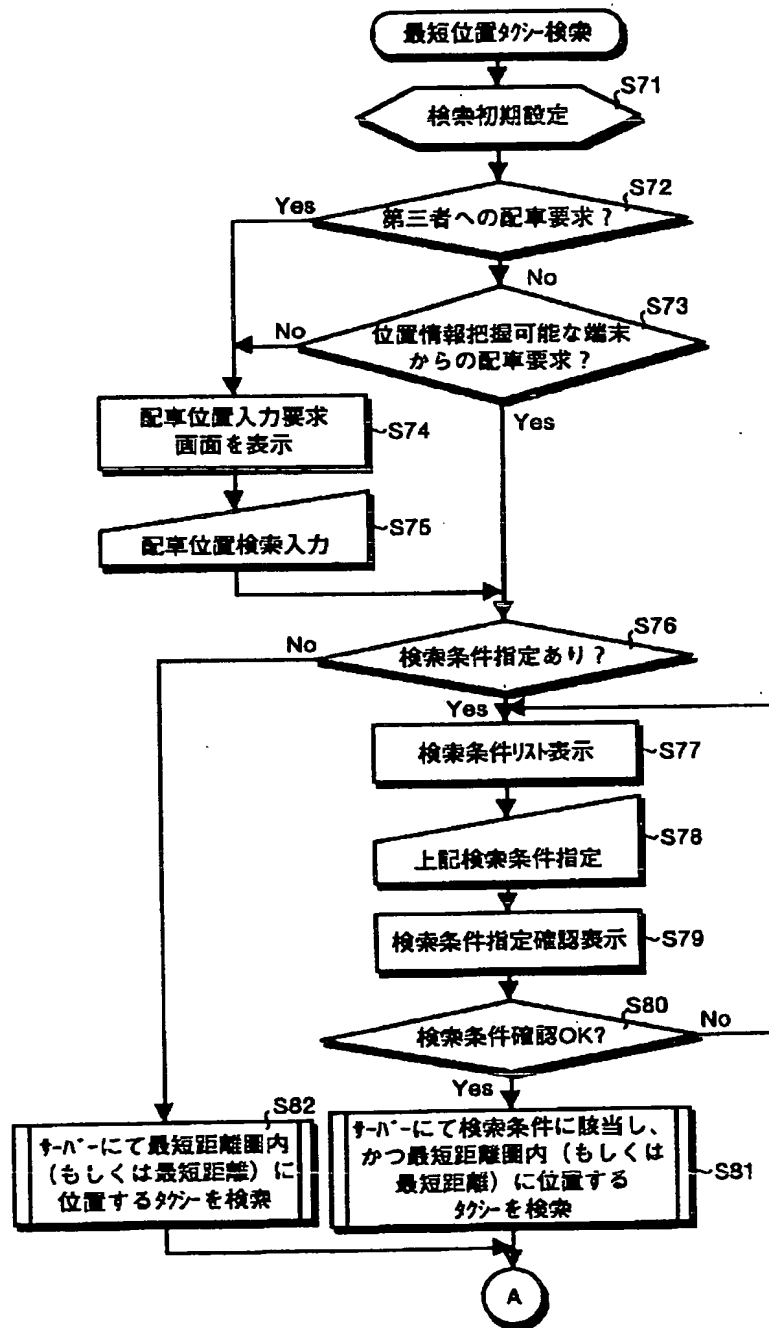 最短位置タクシー検索
S71
検索初期設定
S72
Yes
第三者への配車要求？
No
S73
No
位置情報把握可能な端末
からの配車要求？
Yes
配車位置入力要求
画面を表示
S74
配車位置検索入力
S75
S76
No
検索条件指定あり？
Yes
検索条件リスト表示
S77
上記検索条件指定
S78
検索条件指定確認表示
S79
S80
検索条件確認OK?
No
Yes
S82
サーバーにて最短距離圏内
（もしくは最短距離）に
位置するタクシーを検索
サーバーにて検索条件に該当し、
かつ最短距離圏内（もしくは
最短距離）に位置する
タクシーを検索
S81
A